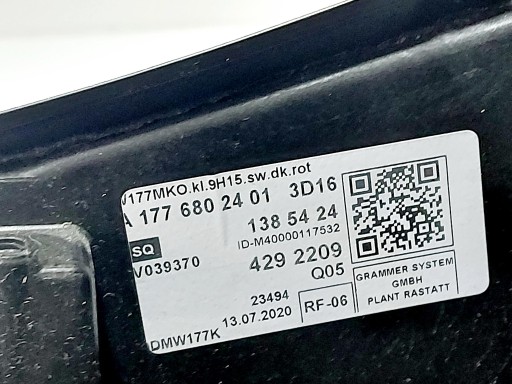 V177MKO.kl.9H15.sw.dk.rot
A 177 680 24 01 3D16
138 54 24
SQ ID-M40000117532
V039370 429 2209
Q05
GRAMMER SYSTEM
GMBH
PLANT RASTATT
23494
DMW177K 13.07.2020 RF-06